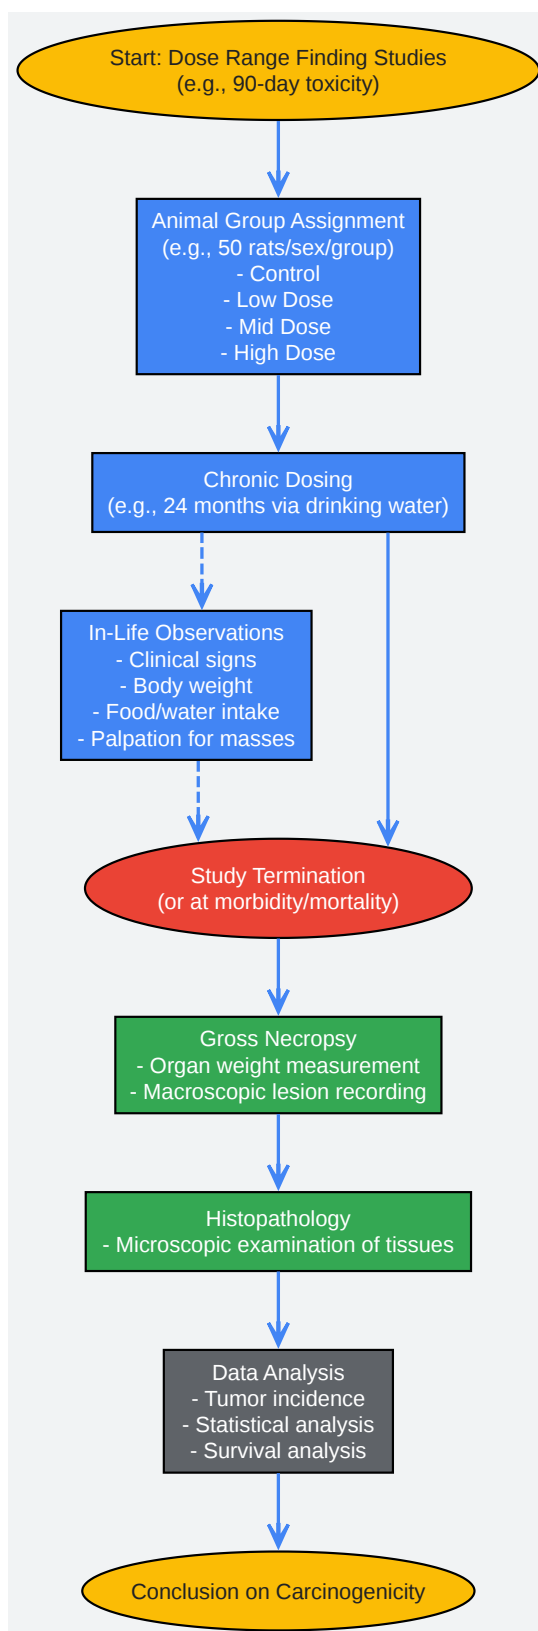 Start: Dose Range Finding Studies
(e.g., 90-day toxicity)
Animal Group Assignment
(e.g., 50 rats/sex/group)
- Control
- Low Dose
- Mid Dose
- High Dose
Chronic Dosing
(e.g., 24 months via drinking water)
In-Life Observations
- Clinical signs
- Body weight
- Food/water intake
- Palpation for masses
Study Termination
(or at morbidity/mortality)
Gross Necropsy
- Organ weight measurement
- Macroscopic lesion recording
Histopathology
- Microscopic examination of tissues
Data Analysis
- Tumor incidence
- Statistical analysis
- Survival analysis
Conclusion on Carcinogenicity